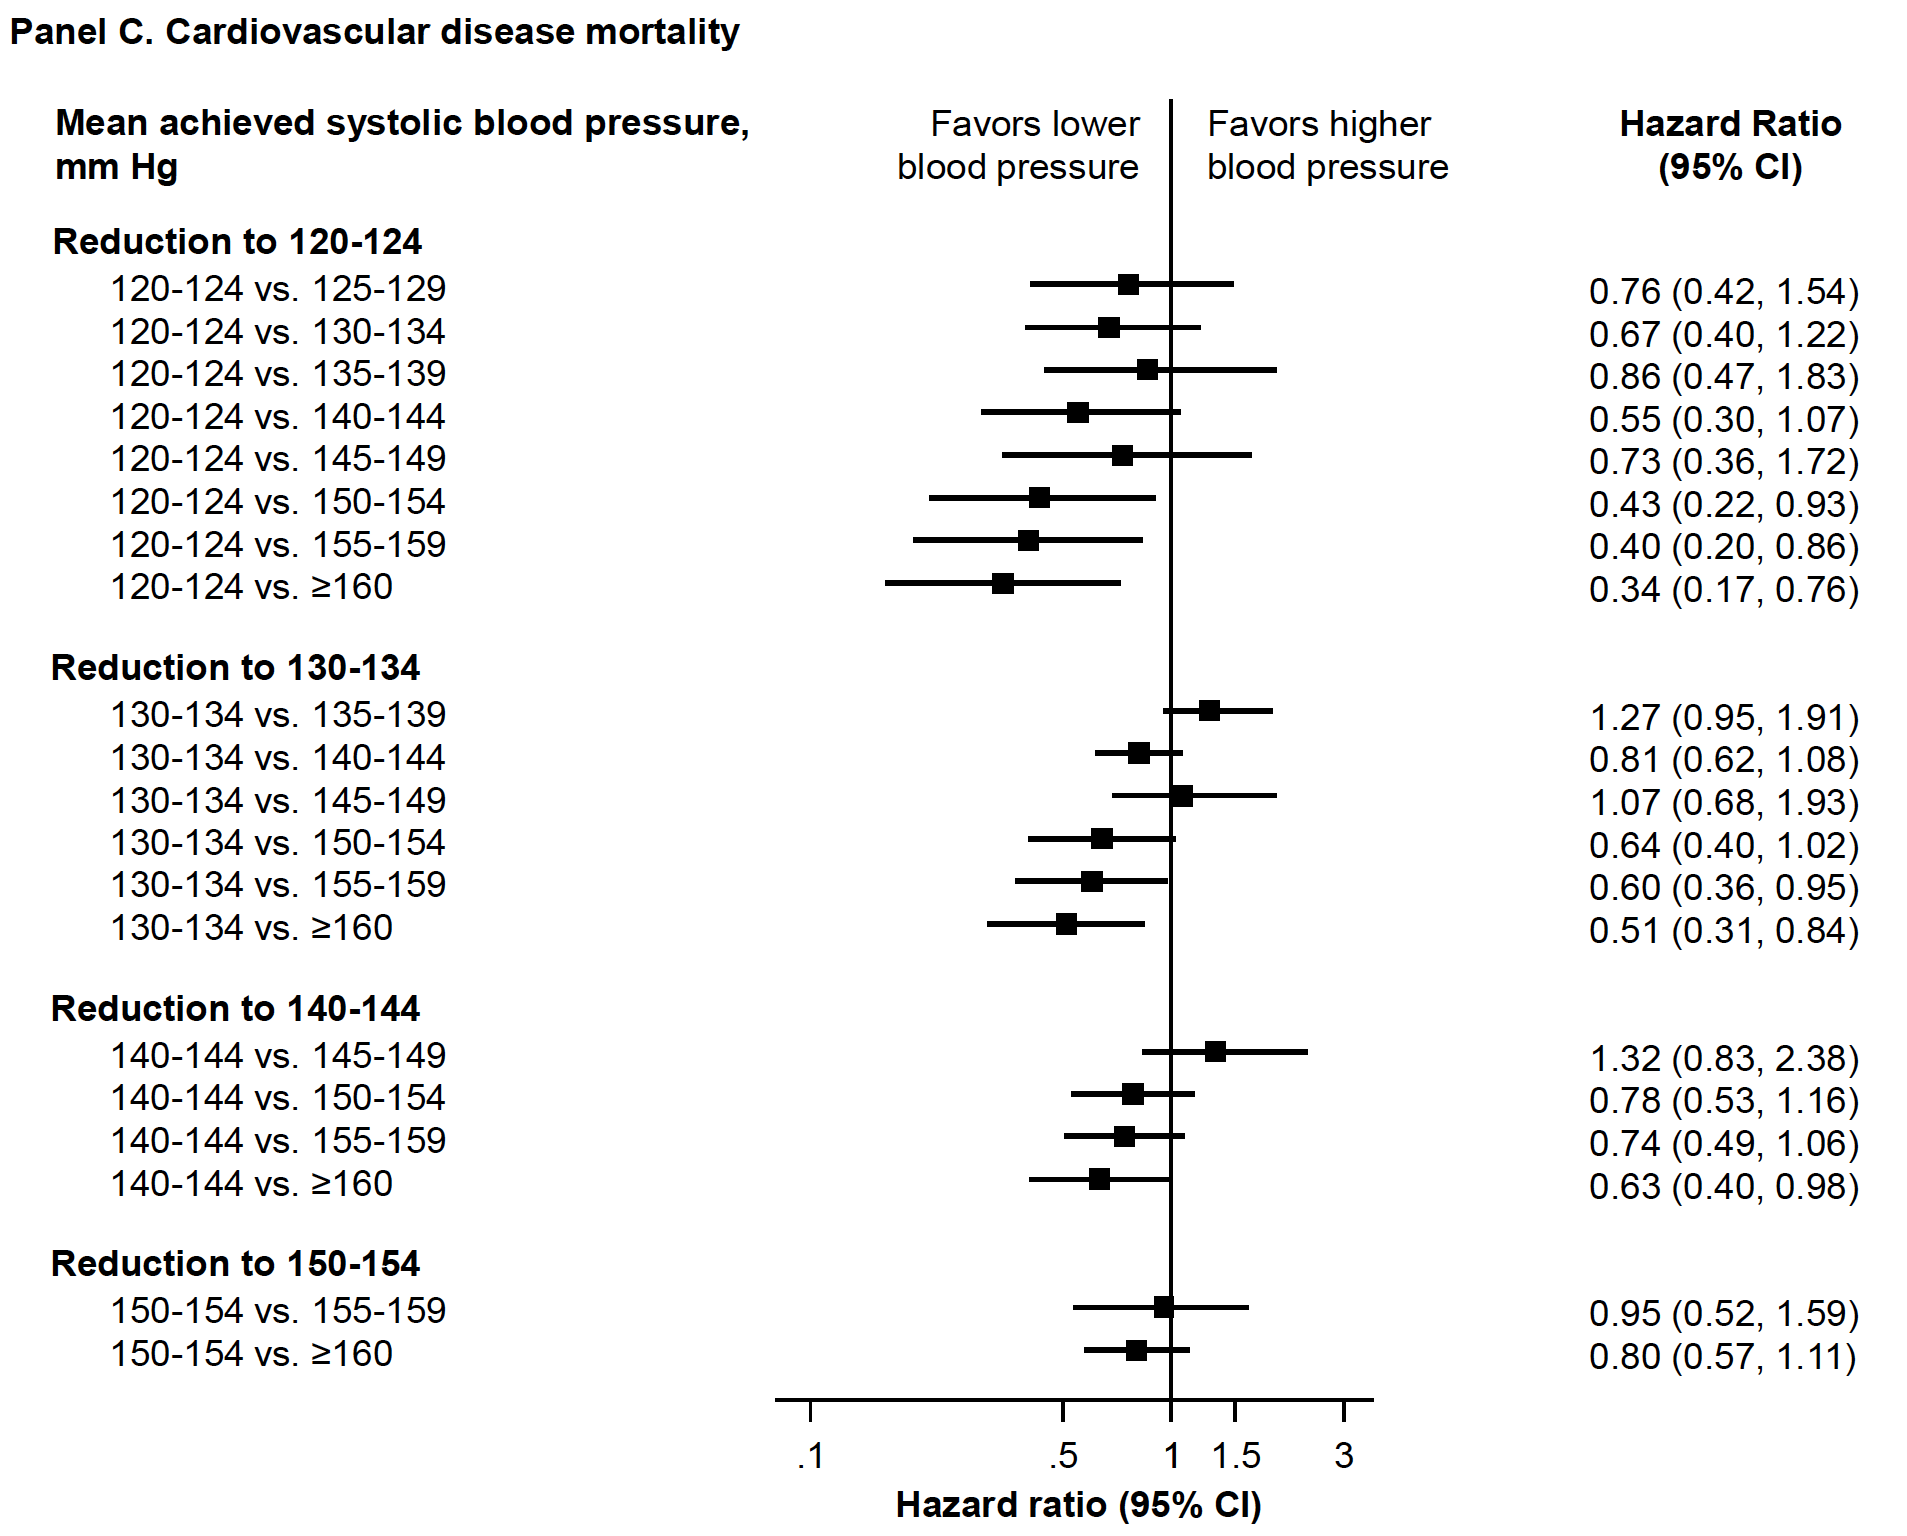 Panel C. Cardiovascular disease mortality
Mean achieved systolic blood pressure,
mm Hg
Favors lower
blood pressure
Favors higher
blood pressure
Hazard Ratio
(95% CI)
Reduction to 120-124
120-124 vs. 125-129 0.76 (0.42, 1.54)
120-124 vs. 130-134 0.67 (0.40, 1.22)
120-124 vs. 135-139 0.86 (0.47, 1.83)
120-124 vs. 140-144 0.55 (0.30, 1.07)
120-124 vs. 145-149 0.73 (0.36, 1.72)
120-124 vs. 150-154 0.43 (0.22, 0.93)
120-124 vs. 155-159 0.40 (0.20, 0.86)
120-124 vs. ≥160 0.34 (0.17, 0.76)
Reduction to 130-134
130-134 vs. 135-139 1.27 (0.95, 1.91)
130-134 vs. 140-144 0.81 (0.62, 1.08)
130-134 vs. 145-149 1.07 (0.68, 1.93)
130-134 vs. 150-154 0.64 (0.40, 1.02)
130-134 vs. 155-159 0.60 (0.36, 0.95)
130-134 vs. ≥160 0.51 (0.31, 0.84)
Reduction to 140-144
140-144 vs. 145-149 1.32 (0.83, 2.38)
140-144 vs. 150-154 0.78 (0.53, 1.16)
140-144 vs. 155-159 0.74 (0.49, 1.06)
140-144 vs. ≥160 0.63 (0.40, 0.98)
Reduction to 150-154
150-154 vs. 155-159 0.95 (0.52, 1.59)
150-154 vs. ≥160 0.80 (0.57, 1.11)
.1 .5 1 1.5 3
Hazard ratio (95% CI)